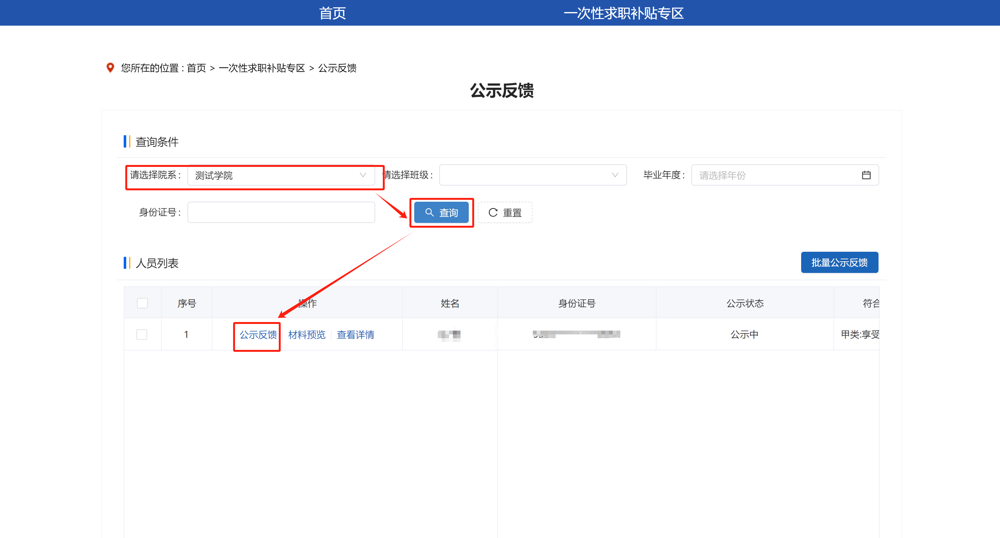 首页 一次性求职补贴专区
您所在的位置 : 首页 > 一次性求职补贴专区 > 公示反馈
公示反馈
查询条件
请选择院系 : 测试学院 请选择班级 : 毕业年度 : 请选择年份
身份证号 : 查询 重置
人员列表 批量公示反馈
序号 操作 姓名 身份证号 公示状态 符合
1 公示反馈 材料预览 查看详情 公示中 甲类:享受